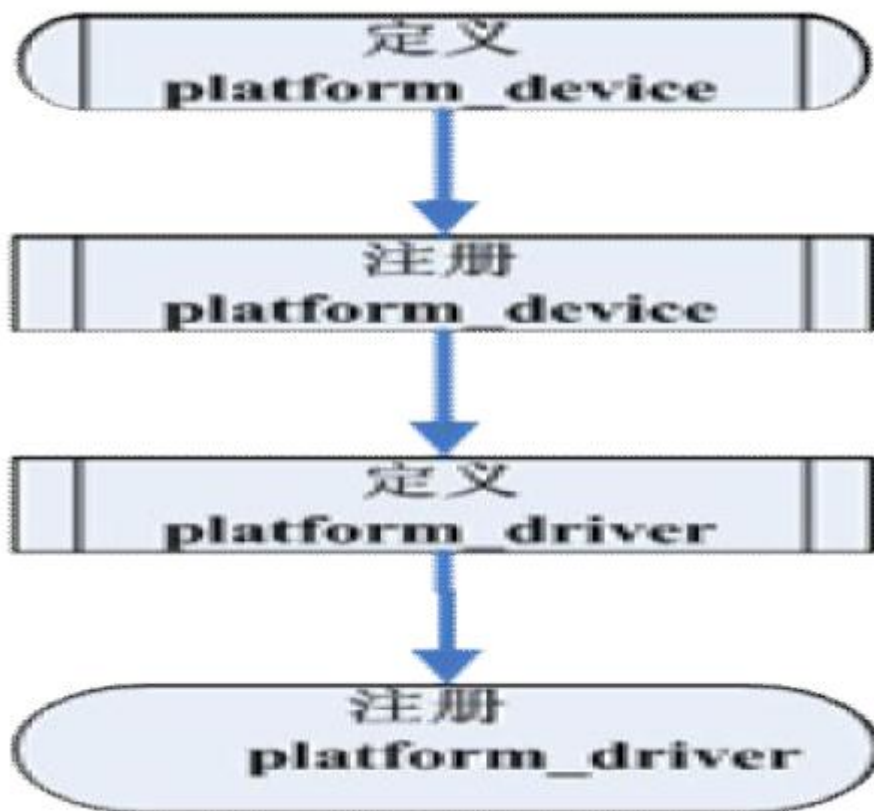 定义
platform_device
注册
platform_device
定义
platform_driver
注册
platform_driver